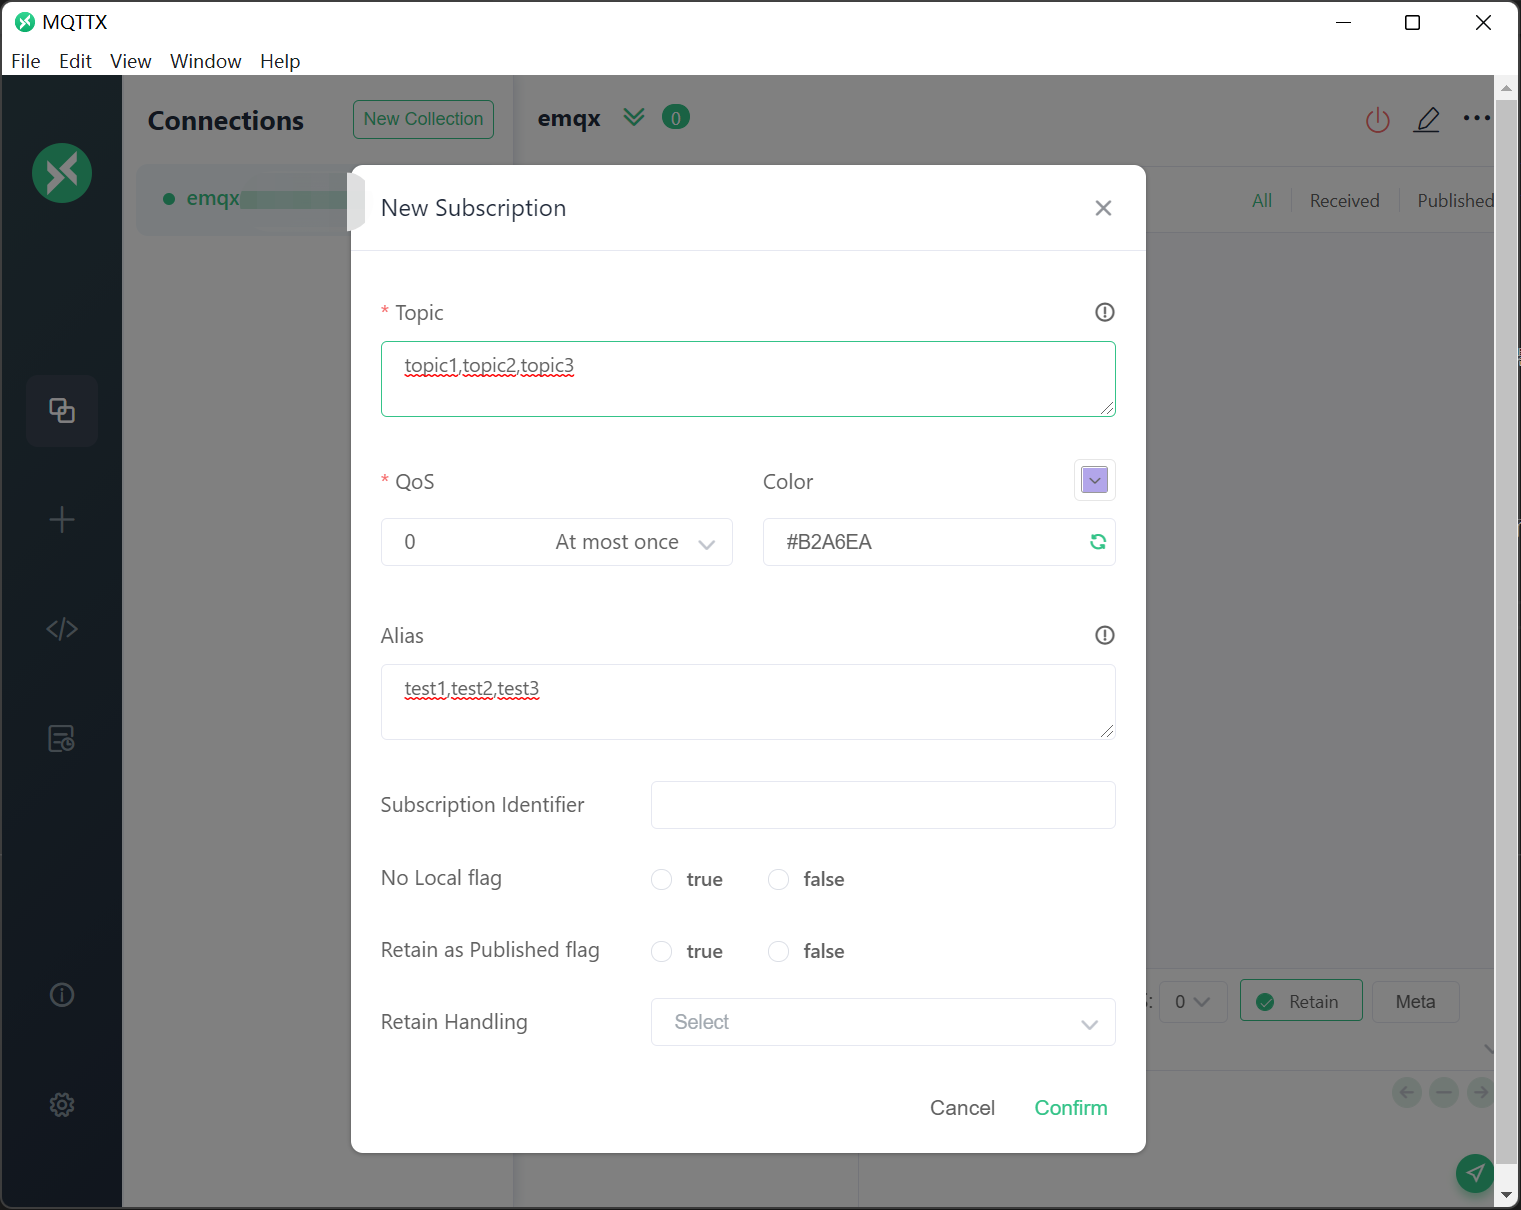 MQTTX
File Edit View Window Help
Connections
New Collection
emqx
0
emqx
All
Received
Published
New Subscription
* Topic
topic1,topic2,topic3
* QoS
Color
0
At most once
#B2A6EA
Alias
test1,test2,test3
Subscription Identifier
No Local flag
true
false
Retain as Published flag
true
false
Retain Handling
Select
0
Retain
Meta
Cancel
Confirm